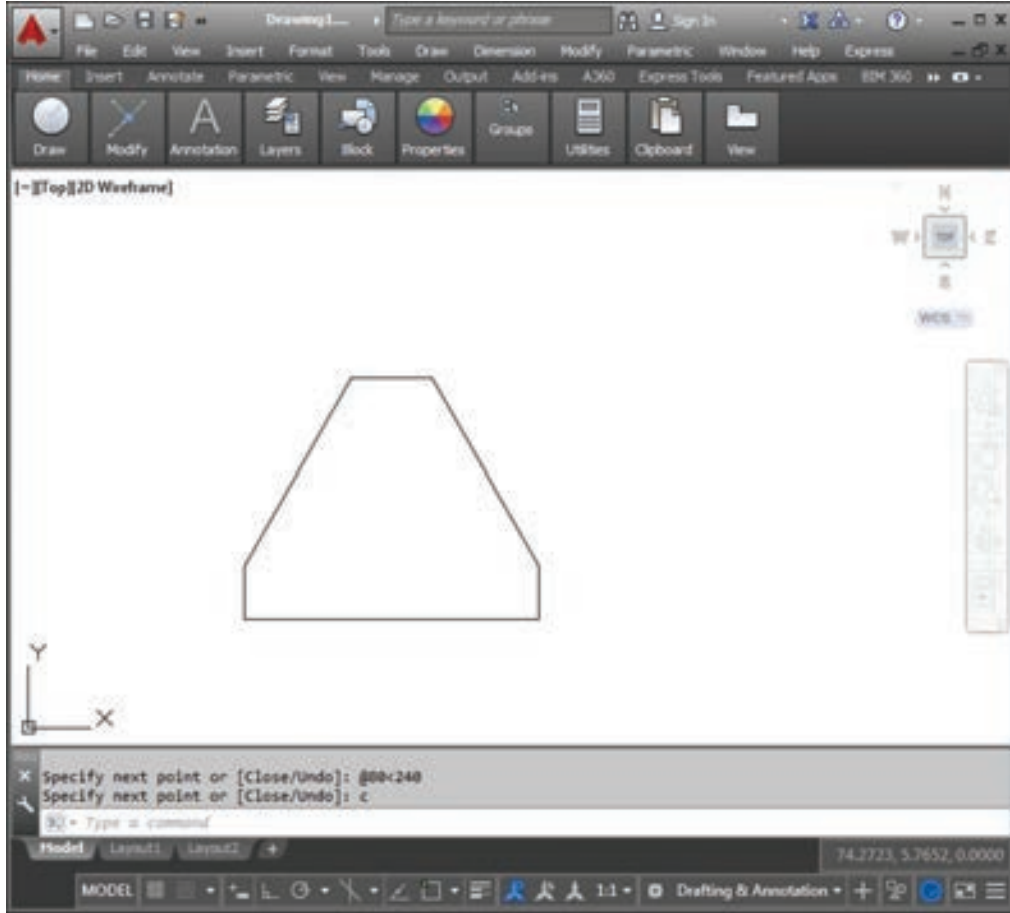 Drawing1... Type a keyword or phrase Sign In
File Edit View Insert Format Tools Draw Dimension Modify Parametric Window Help Express
Home Insert Annotate Parametric View Manage Output Add-ins A360 Express Tools Featured Apps BIM 360
Draw Modify Annotation Layers Block Properties Groups Utilities Clipboard View
[-][Top][2D Wireframe]
N
W TOP E
S
WCS
Y
X
Specify next point or [Close/Undo]: @80<240
Specify next point or [Close/Undo]: c
Type a command
Model Layout1 Layout2 +
74.2723, 5.7652, 0.0000
MODEL 1:1 Drafting & Annotation